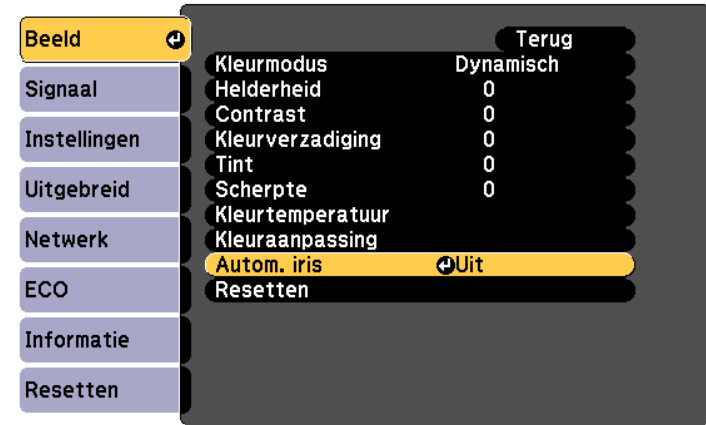 Beeld
Signaal
Instellingen
Uitgebreid
Netwerk
ECO
Informatie
Resetten
Terug
Kleurmodus Dynamisch
Helderheid 0
Contrast 0
Kleurverzadiging 0
Tint 0
Scherpte 0
Kleurtemperatuur
Kleuraanpassing
Autom. iris Uit
Resetten